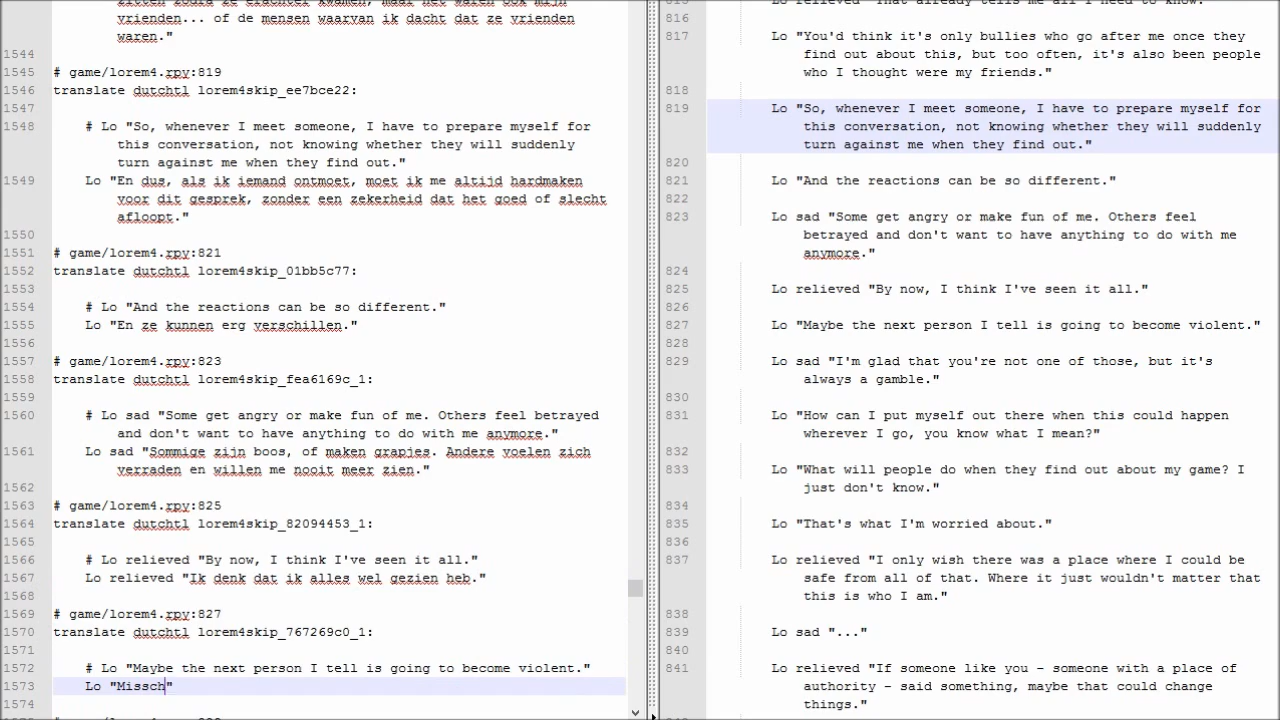 zitten zodra ze erachter kwamen, maar het waren ook mijn
vrienden... of de mensen waarvan ik dacht dat ze vrienden
waren."
1544
1545 # game/lorem4.rpy:819
1546 translate dutchtl lorem4skip_ee7bce22:
1547
1548 # Lo "So, whenever I meet someone, I have to prepare myself for
this conversation, not knowing whether they will suddenly
turn against me when they find out."
1549 Lo "En dus, als ik iemand ontmoet, moet ik me altijd hardmaken
voor dit gesprek, zonder een zekerheid dat het goed of slecht
afloopt."
1550
1551 # game/lorem4.rpy:821
1552 translate dutchtl lorem4skip_01bb5c77:
1553
1554 # Lo "And the reactions can be so different."
1555 Lo "En ze kunnen erg verschillen."
1556
1557 # game/lorem4.rpy:823
1558 translate dutchtl lorem4skip_fea6169c_1:
1559
1560 # Lo sad "Some get angry or make fun of me. Others feel betrayed
and don't want to have anything to do with me anymore."
1561 Lo sad "Sommige zijn boos, of maken grapjes. Andere voelen zich
verraden en willen me nooit meer zien."
1562
1563 # game/lorem4.rpy:825
1564 translate dutchtl lorem4skip_82094453_1:
1565
1566 # Lo relieved "By now, I think I've seen it all."
1567 Lo relieved "Ik denk dat ik alles wel gezien heb."
1568
1569 # game/lorem4.rpy:827
1570 translate dutchtl lorem4skip_767269c0_1:
1571
1572 # Lo "Maybe the next person I tell is going to become violent."
1573 Lo "Missch"
1574
815 Lo relieved "That already tells me all I need to know."
816
817 Lo "You'd think it's only bullies who go after me once they
find out about this, but too often, it's also been people
who I thought were my friends."
818
819 Lo "So, whenever I meet someone, I have to prepare myself for
this conversation, not knowing whether they will suddenly
turn against me when they find out."
820
821 Lo "And the reactions can be so different."
822
823 Lo sad "Some get angry or make fun of me. Others feel
betrayed and don't want to have anything to do with me
anymore."
824
825 Lo relieved "By now, I think I've seen it all."
826
827 Lo "Maybe the next person I tell is going to become violent."
828
829 Lo sad "I'm glad that you're not one of those, but it's
always a gamble."
830
831 Lo "How can I put myself out there when this could happen
wherever I go, you know what I mean?"
832
833 Lo "What will people do when they find out about my game? I
just don't know."
834
835 Lo "That's what I'm worried about."
836
837 Lo relieved "I only wish there was a place where I could be
safe from all of that. Where it just wouldn't matter that
this is who I am."
838
839 Lo sad "..."
840
841 Lo relieved "If someone like you - someone with a place of
authority - said something, maybe that could change
things."